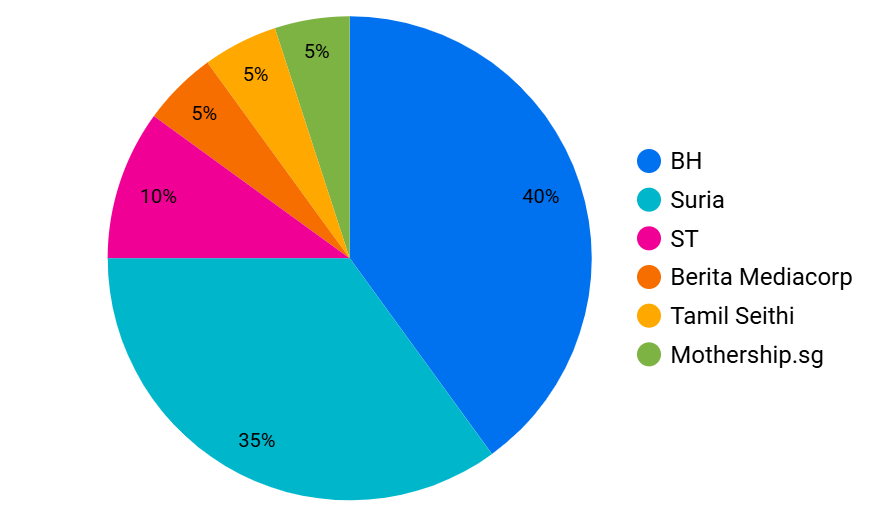 5%
5%
5%
10%
40%
35%
BH
Suria
ST
Berita Mediacorp
Tamil Seithi
Mothership.sg